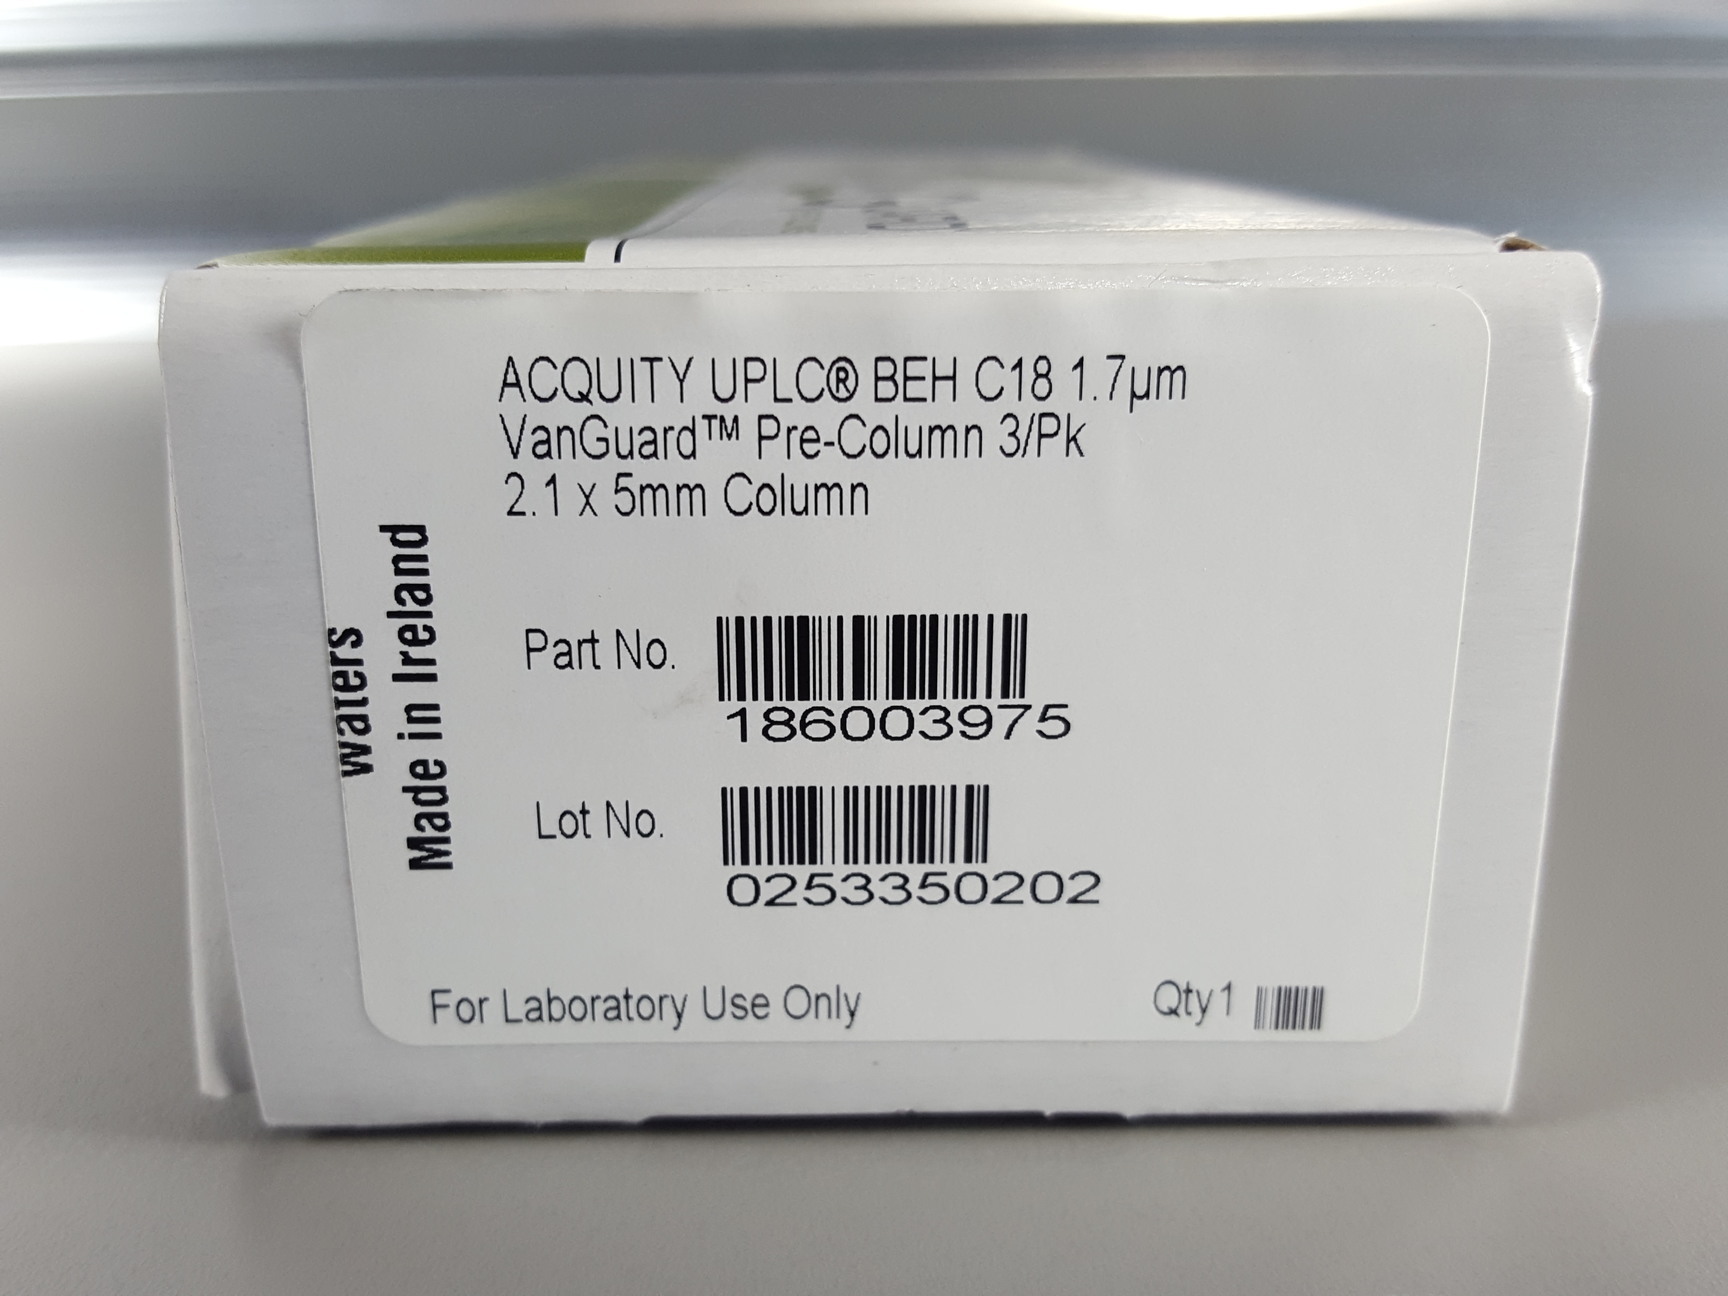 ACQUITY UPLC® BEH C18 1.7µm
VanGuard™ Pre-Column 3/Pk
2.1 x 5mm Column
waters
Made in Ireland
Part No.
186003975
Lot No.
0253350202
For Laboratory Use Only
Qty 1